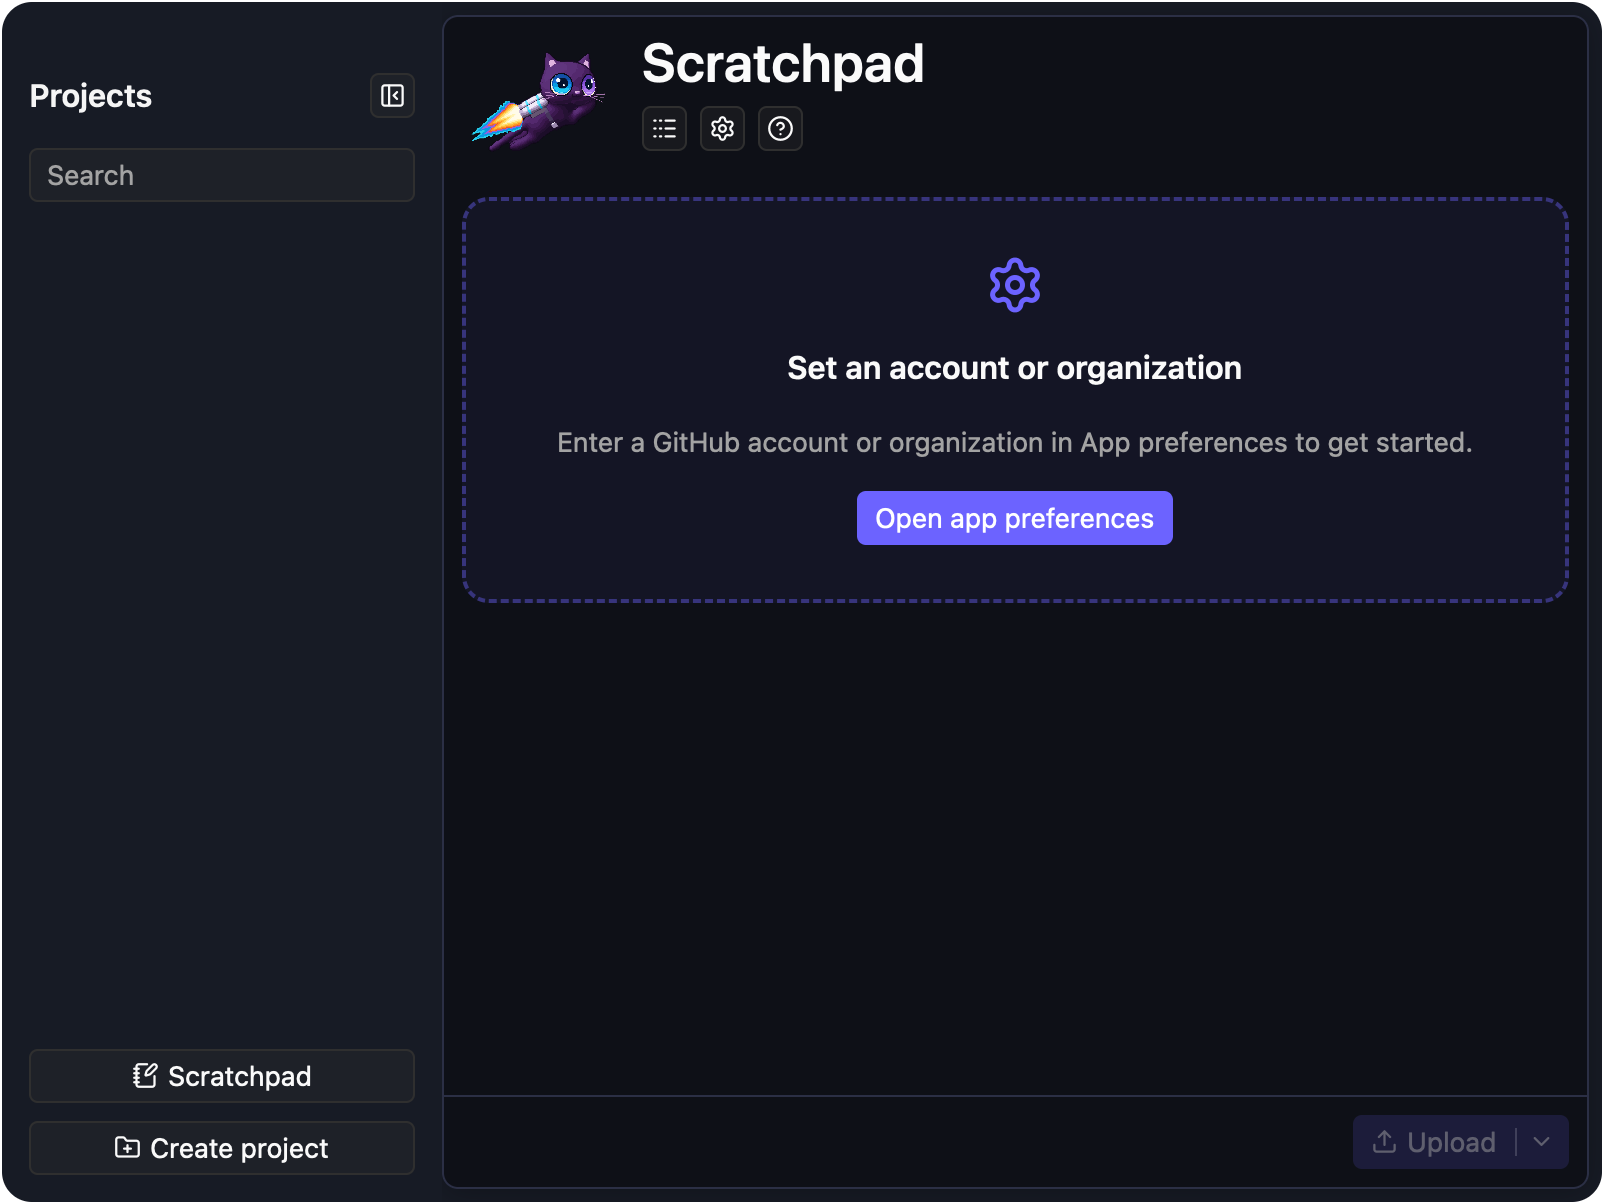 Projects
Search
Scratchpad
Create project
Scratchpad
Set an account or organization
Enter a GitHub account or organization in App preferences to get started.
Open app preferences
Upload